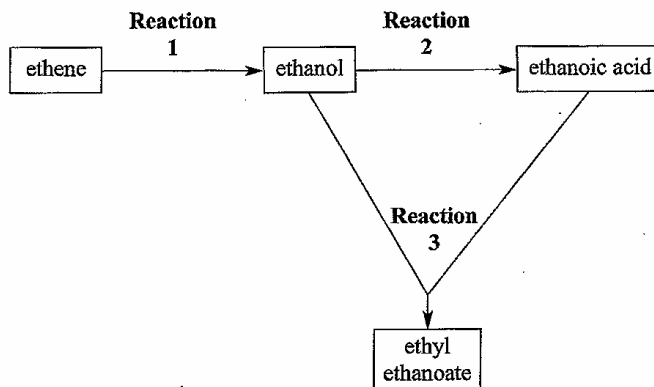 Reaction
1
Reaction
2
ethene
ethanol
ethanoic acid
Reaction
3
ethyl
ethanoate